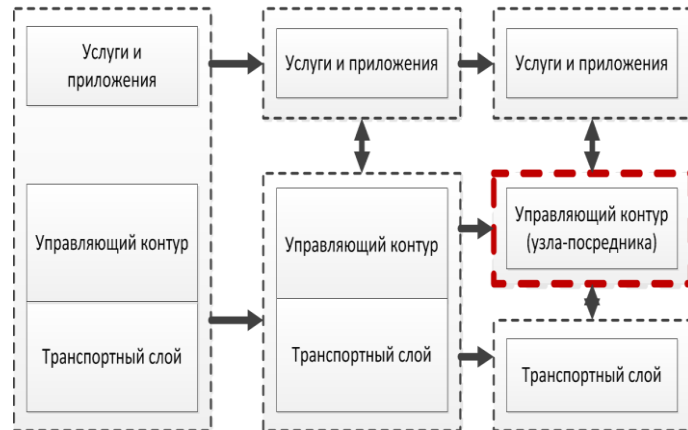 Услуги и
приложения
Услуги и приложения
Услуги и приложения
Управляющий контур
Управляющий контур
Управляющий контур
(узла-посредника)
Транспортный слой
Транспортный слой
Транспортный слой